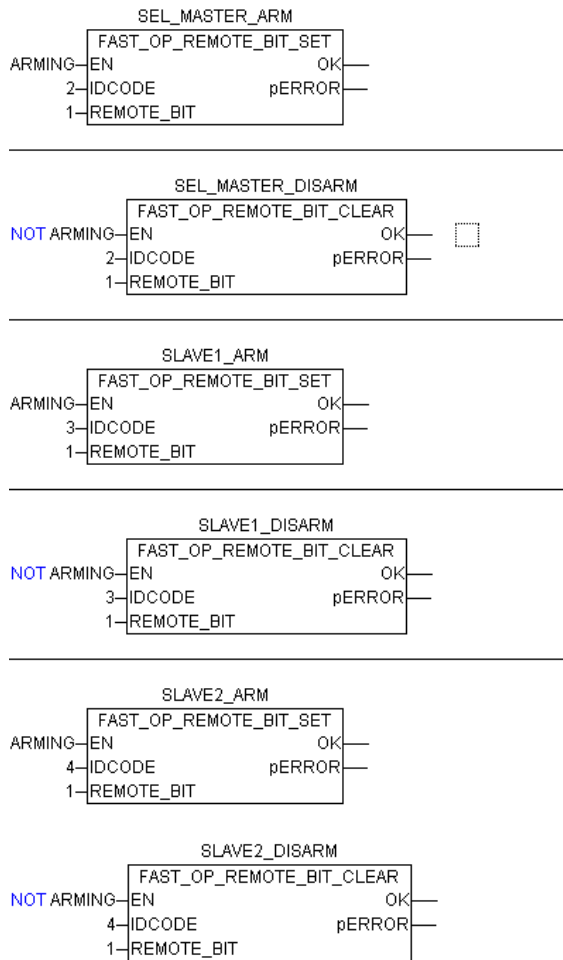 SEL_MASTER_ARM
FAST_OP_REMOTE_BIT_SET
ARMING EN OK
2 IDCODE pERROR
1 REMOTE_BIT
SEL_MASTER_DISARM
FAST_OP_REMOTE_BIT_CLEAR
NOT ARMING EN OK
2 IDCODE pERROR
1 REMOTE_BIT
SLAVE1_ARM
FAST_OP_REMOTE_BIT_SET
ARMING EN OK
3 IDCODE pERROR
1 REMOTE_BIT
SLAVE1_DISARM
FAST_OP_REMOTE_BIT_CLEAR
NOT ARMING EN OK
3 IDCODE pERROR
1 REMOTE_BIT
SLAVE2_ARM
FAST_OP_REMOTE_BIT_SET
ARMING EN OK
4 IDCODE pERROR
1 REMOTE_BIT
SLAVE2_DISARM
FAST_OP_REMOTE_BIT_CLEAR
NOT ARMING EN OK
4 IDCODE pERROR
1 REMOTE_BIT